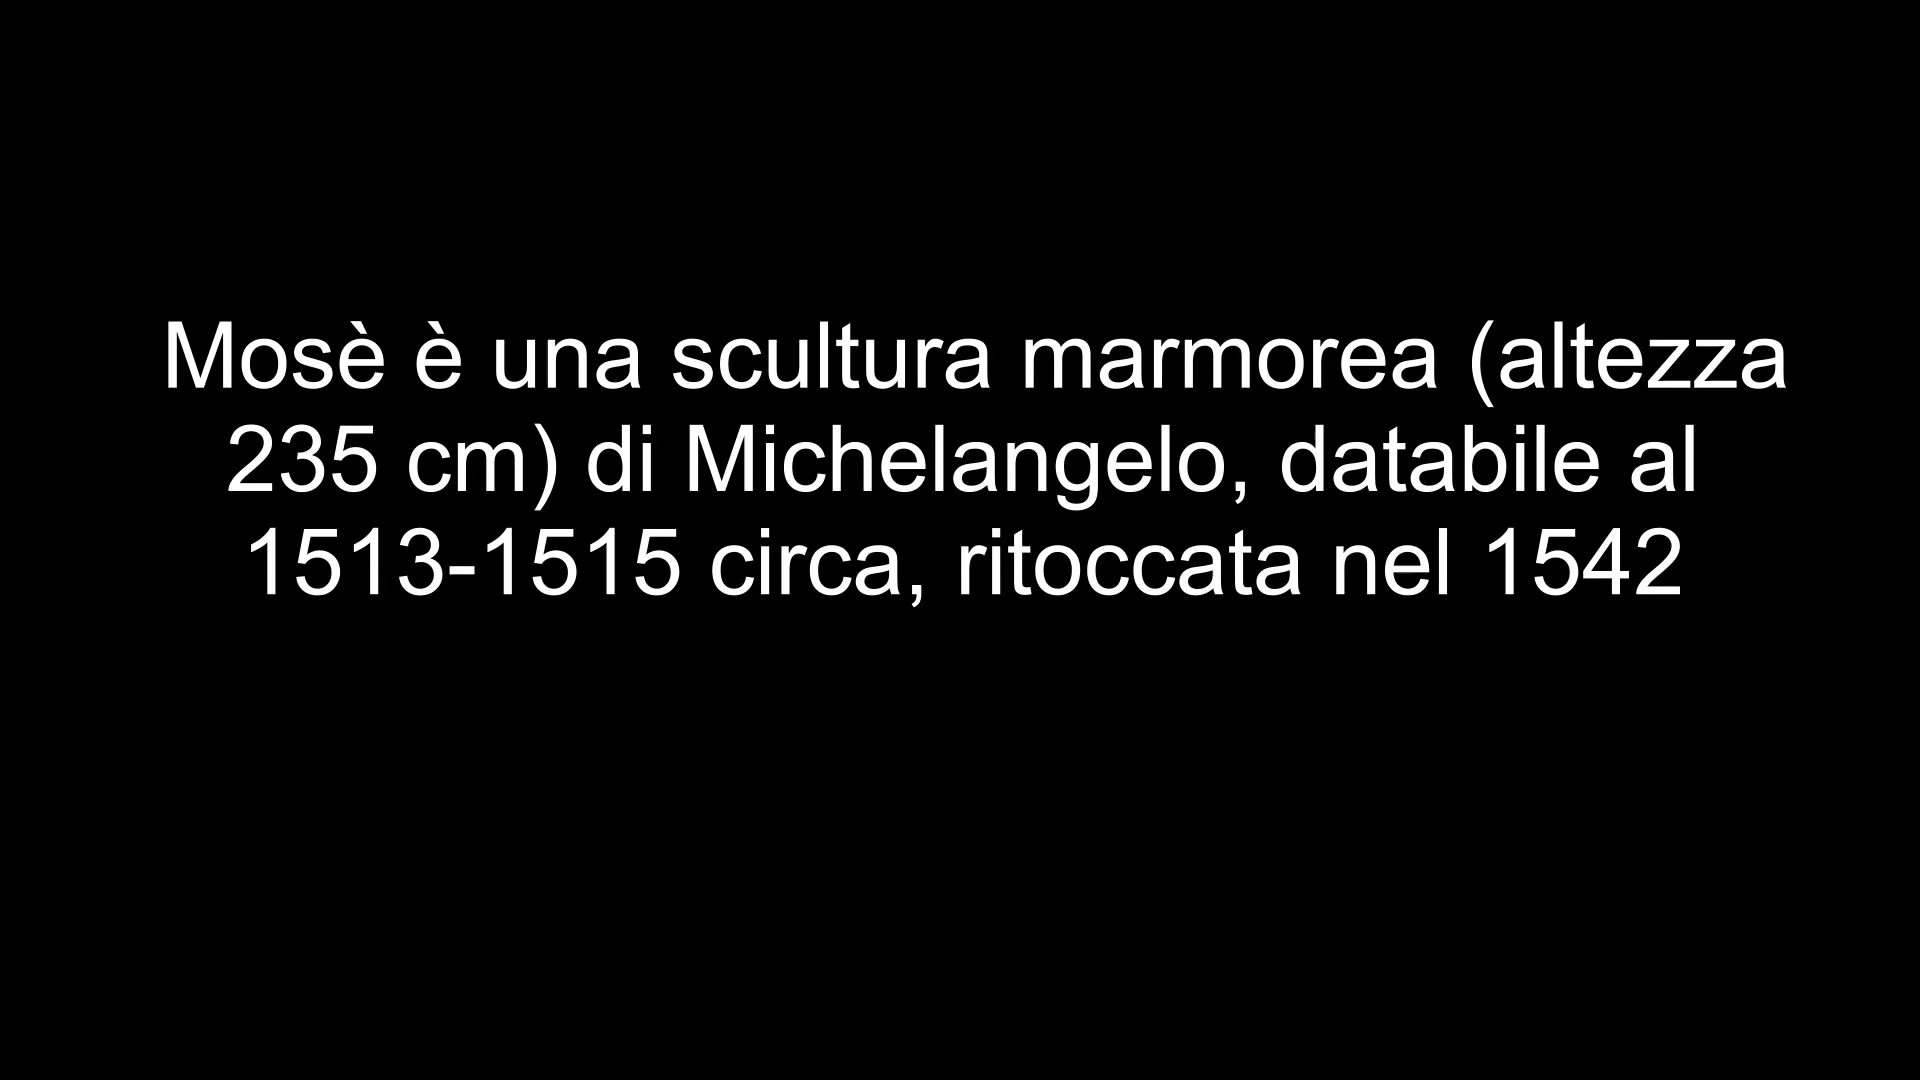 Mosè è una scultura marmorea (altezza
235 cm) di Michelangelo, databile al
1513-1515 circa, ritoccata nel 1542